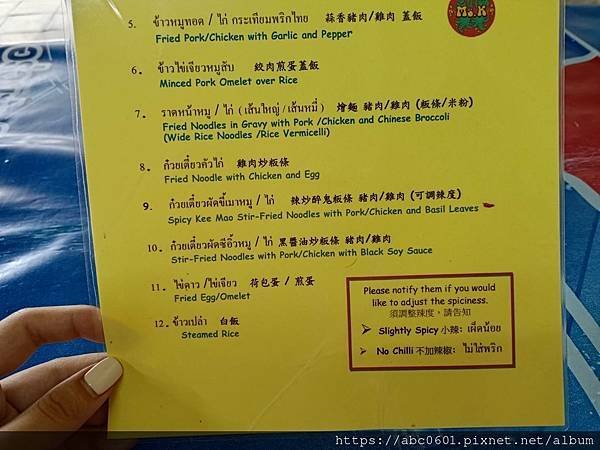 M&K
5. ข้าวหมูทอด / ไก่ กระเทียมพริกไทย 蒜香豬肉/雞肉 蓋飯
Fried Pork/Chicken with Garlic and Pepper
6. ข้าวไข่เจียวหมูสับ 絞肉煎蛋蓋飯
Minced Pork Omelet over Rice
7. ราดหน้าหมู / ไก่ (เส้นใหญ่ /เส้นหมี่) 燴麵 豬肉/雞肉 (粄條/米粉)
Fried Noodles in Gravy with Pork /Chicken and Chinese Broccoli
(Wide Rice Noodles /Rice Vermicelli)
8. ก๋วยเตี๋ยวคั่วไก่ 雞肉炒粄條
Fried Noodle with Chicken and Egg
9. ก๋วยเตี๋ยวผัดขี้เมาหมู / ไก่ 辣炒醉鬼粄條 豬肉/雞肉 (可調辣度)
Spicy Kee Mao Stir-Fried Noodles with Pork/Chicken and Basil Leaves
10. ก๋วยเตี๋ยวผัดซีอิ้วหมู / ไก่ 黑醬油炒粄條 豬肉/雞肉
Stir-Fried Noodles with Pork/Chicken with Black Soy Sauce
11. ไข่ดาว /ไข่เจียว 荷包蛋 / 煎蛋
Fried Egg/Omelet
12. ข้าวเปล่า 白飯
Steamed Rice
Please notify them if you would
like to adjust the spiciness.
須調整辣度，請告知
➢ Slightly Spicy 小辣: เผ็ดน้อย
➢ No Chilli 不加辣椒: ไม่ใส่พริก
https://abc0601.pixnet.net/album